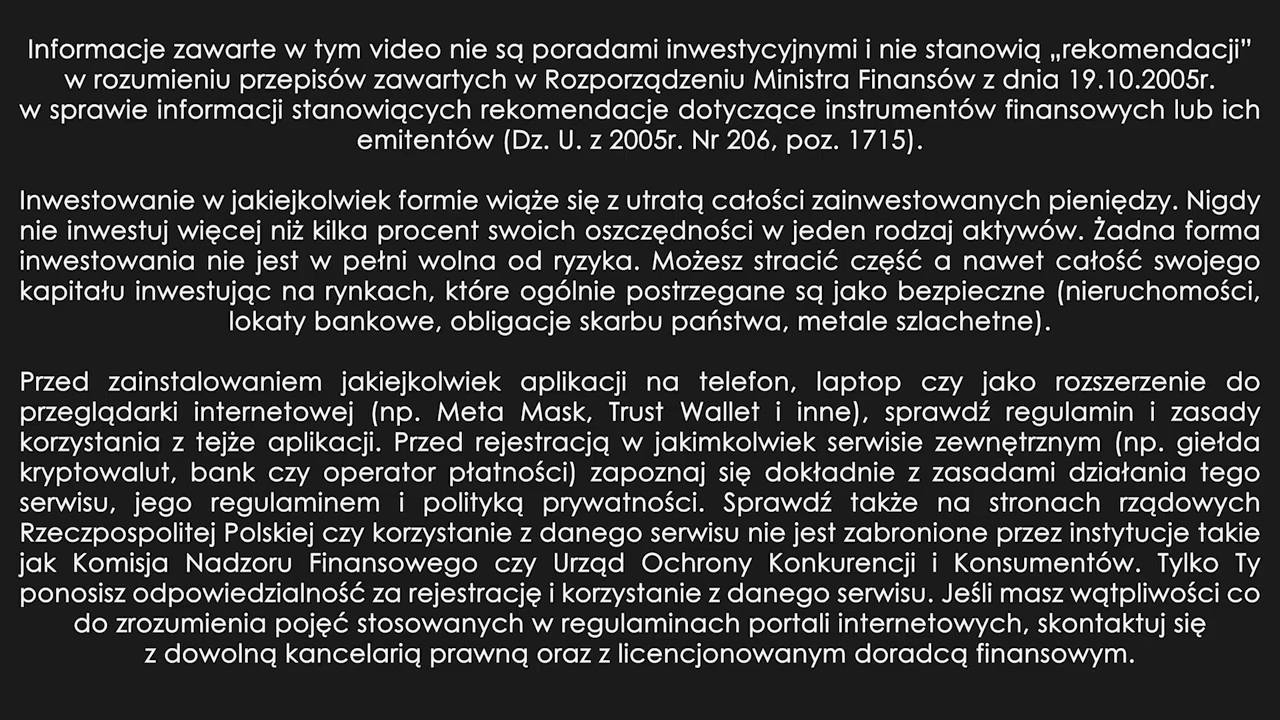 Informacje zawarte w tym video nie są poradami inwestycyjnymi i nie stanowią „rekomendacji”
w rozumieniu przepisów zawartych w Rozporządzeniu Ministra Finansów z dnia 19.10.2005r.
w sprawie informacji stanowiących rekomendacje dotyczące instrumentów finansowych lub ich
emitentów (Dz. U. z 2005r. Nr 206, poz. 1715).
Inwestowanie w jakiejkolwiek formie wiąże się z utratą całości zainwestowanych pieniędzy. Nigdy
nie inwestuj więcej niż kilka procent swoich oszczędności w jeden rodzaj aktywów. Żadna forma
inwestowania nie jest w pełni wolna od ryzyka. Możesz stracić część a nawet całość swojego
kapitału inwestując na rynkach, które ogólnie postrzegane są jako bezpieczne (nieruchomości,
lokaty bankowe, obligacje skarbu państwa, metale szlachetne).
Przed zainstalowaniem jakiejkolwiek aplikacji na telefon, laptop czy jako rozszerzenie do
przeglądarki internetowej (np. Meta Mask, Trust Wallet i inne), sprawdź regulamin i zasady
korzystania z tejże aplikacji. Przed rejestracją w jakimkolwiek serwisie zewnętrznym (np. giełda
kryptowalut, bank czy operator płatności) zapoznaj się dokładnie z zasadami działania tego
serwisu, jego regulaminem i polityką prywatności. Sprawdź także na stronach rządowych
Rzeczpospolitej Polskiej czy korzystanie z danego serwisu nie jest zabronione przez instytucje takie
jak Komisja Nadzoru Finansowego czy Urząd Ochrony Konkurencji i Konsumentów. Tylko Ty
ponosisz odpowiedzialność za rejestrację i korzystanie z danego serwisu. Jeśli masz wątpliwości co
do zrozumienia pojęć stosowanych w regulaminach portali internetowych, skontaktuj się
z dowolną kancelarią prawną oraz z licencjonowanym doradcą finansowym.